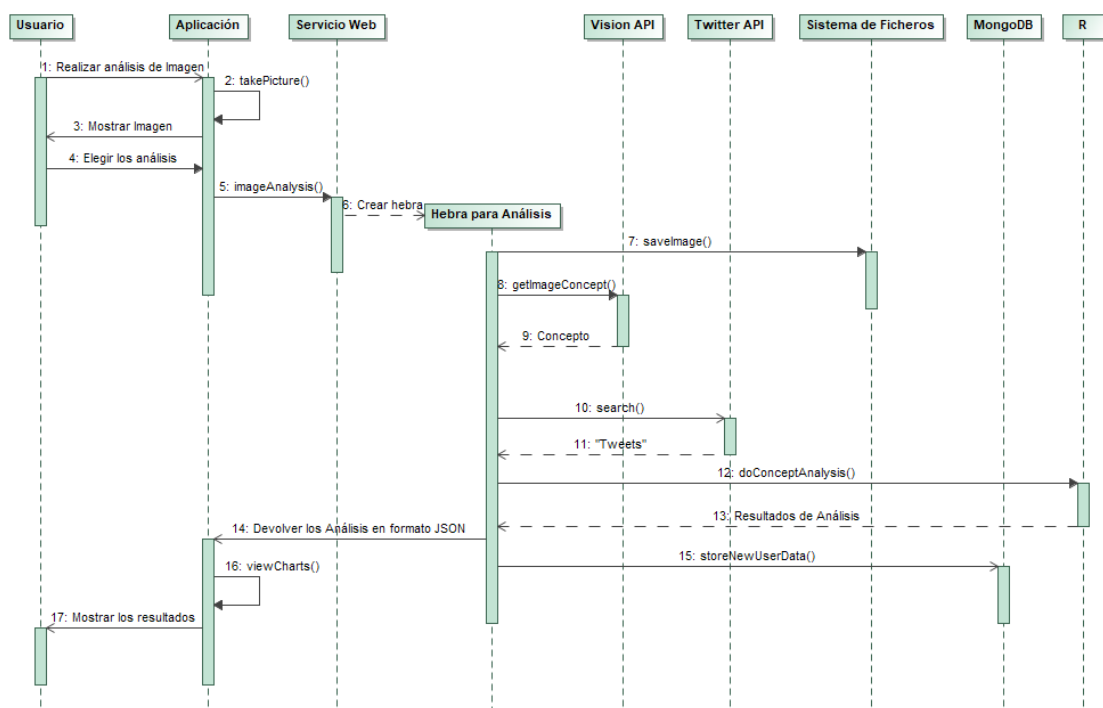 Usuario
Aplicación
Servicio Web
Vision API
Twitter API
Sistema de Ficheros
MongoDB
R
1: Realizar análisis de Imagen
2: takePicture()
3: Mostrar Imagen
4: Elegir los análisis
5: imageAnalysis()
6: Crear hebra
Hebra para Análisis
7: saveImage()
8: getImageConcept()
9: Concepto
10: search()
11: "Tweets"
12: doConceptAnalysis()
13: Resultados de Análisis
14: Devolver los Análisis en formato JSON
15: storeNewUserData()
16: viewCharts()
17: Mostrar los resultados